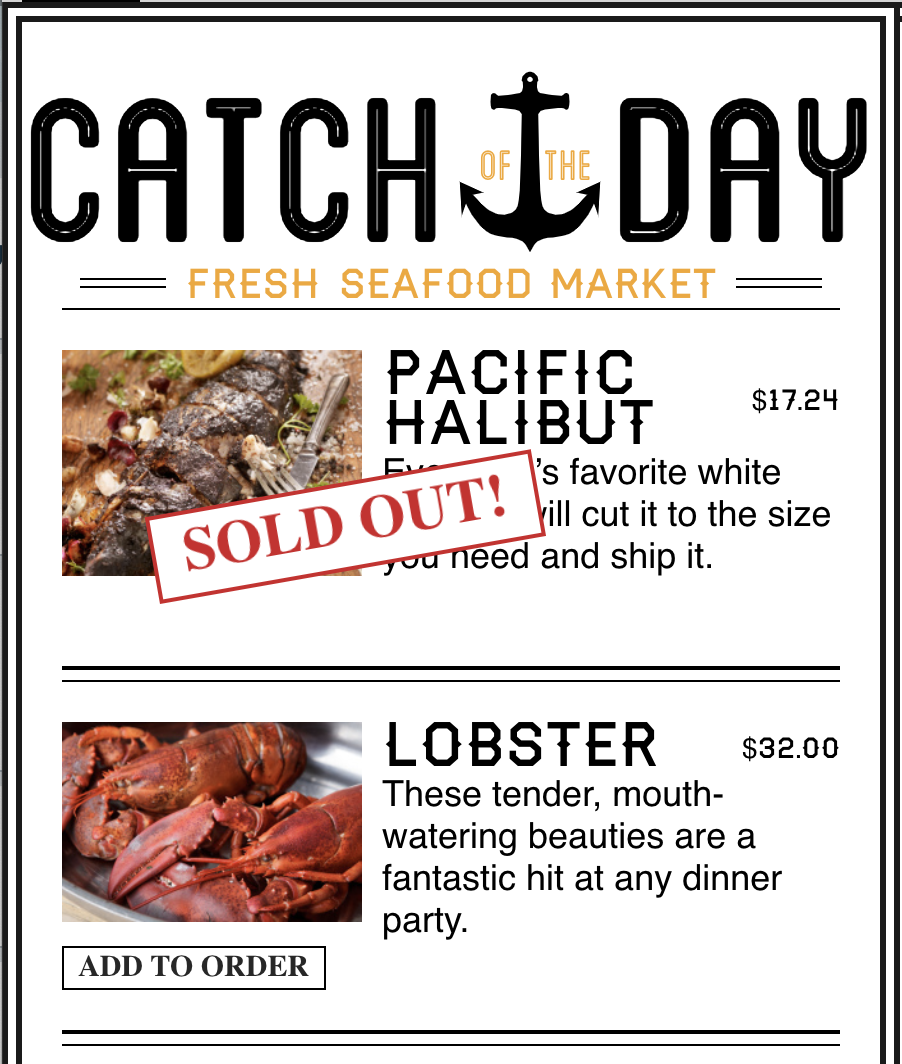 CATCH OF THE DAY
FRESH SEAFOOD MARKET
PACIFIC
HALIBUT
$17.24
’s favorite white
will cut it to the size
you need and ship it.
SOLD OUT!
LOBSTER
$32.00
These tender, mouth-
watering beauties are a
fantastic hit at any dinner
party.
ADD TO ORDER